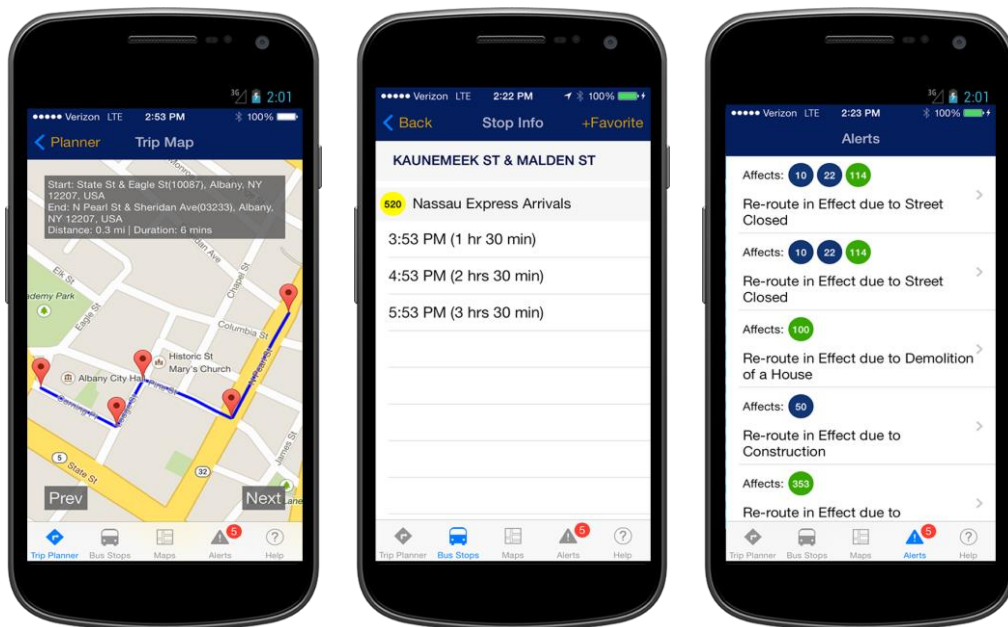 3G 2:01
Verizon LTE 2:53 PM 100%
Planner Trip Map
Start: State St & Eagle St(10087), Albany, NY
12207, USA
End: N Pearl St & Sheridan Ave(03233), Albany,
NY 12207, USA
Distance: 0.3 mi | Duration: 6 mins
Elk St
Chapel St
Eagle St
Columbia St
Historic St
Mary's Church
Albany City Hall
Pine St
N Pearl St
James St
5
State St
32
Prev Next
5
Trip Planner Bus Stops Maps Alerts Help
Verizon LTE 2:22 PM 100%
Back Stop Info +Favorite
KAUNEMEEK ST & MALDEN ST
520 Nassau Express Arrivals
3:53 PM (1 hr 30 min)
4:53 PM (2 hrs 30 min)
5:53 PM (3 hrs 30 min)
5
Trip Planner Bus Stops Maps Alerts Help
3G 2:01
Verizon LTE 2:23 PM 100%
Alerts
Affects: 10 22 114
Re-route in Effect due to Street
Closed
Affects: 10 22 114
Re-route in Effect due to Street
Closed
Affects: 100
Re-route in Effect due to Demolition
of a House
Affects: 50
Re-route in Effect due to
Construction
Affects: 353
Re-route in Effect due to
5
Trip Planner Bus Stops Maps Alerts Help